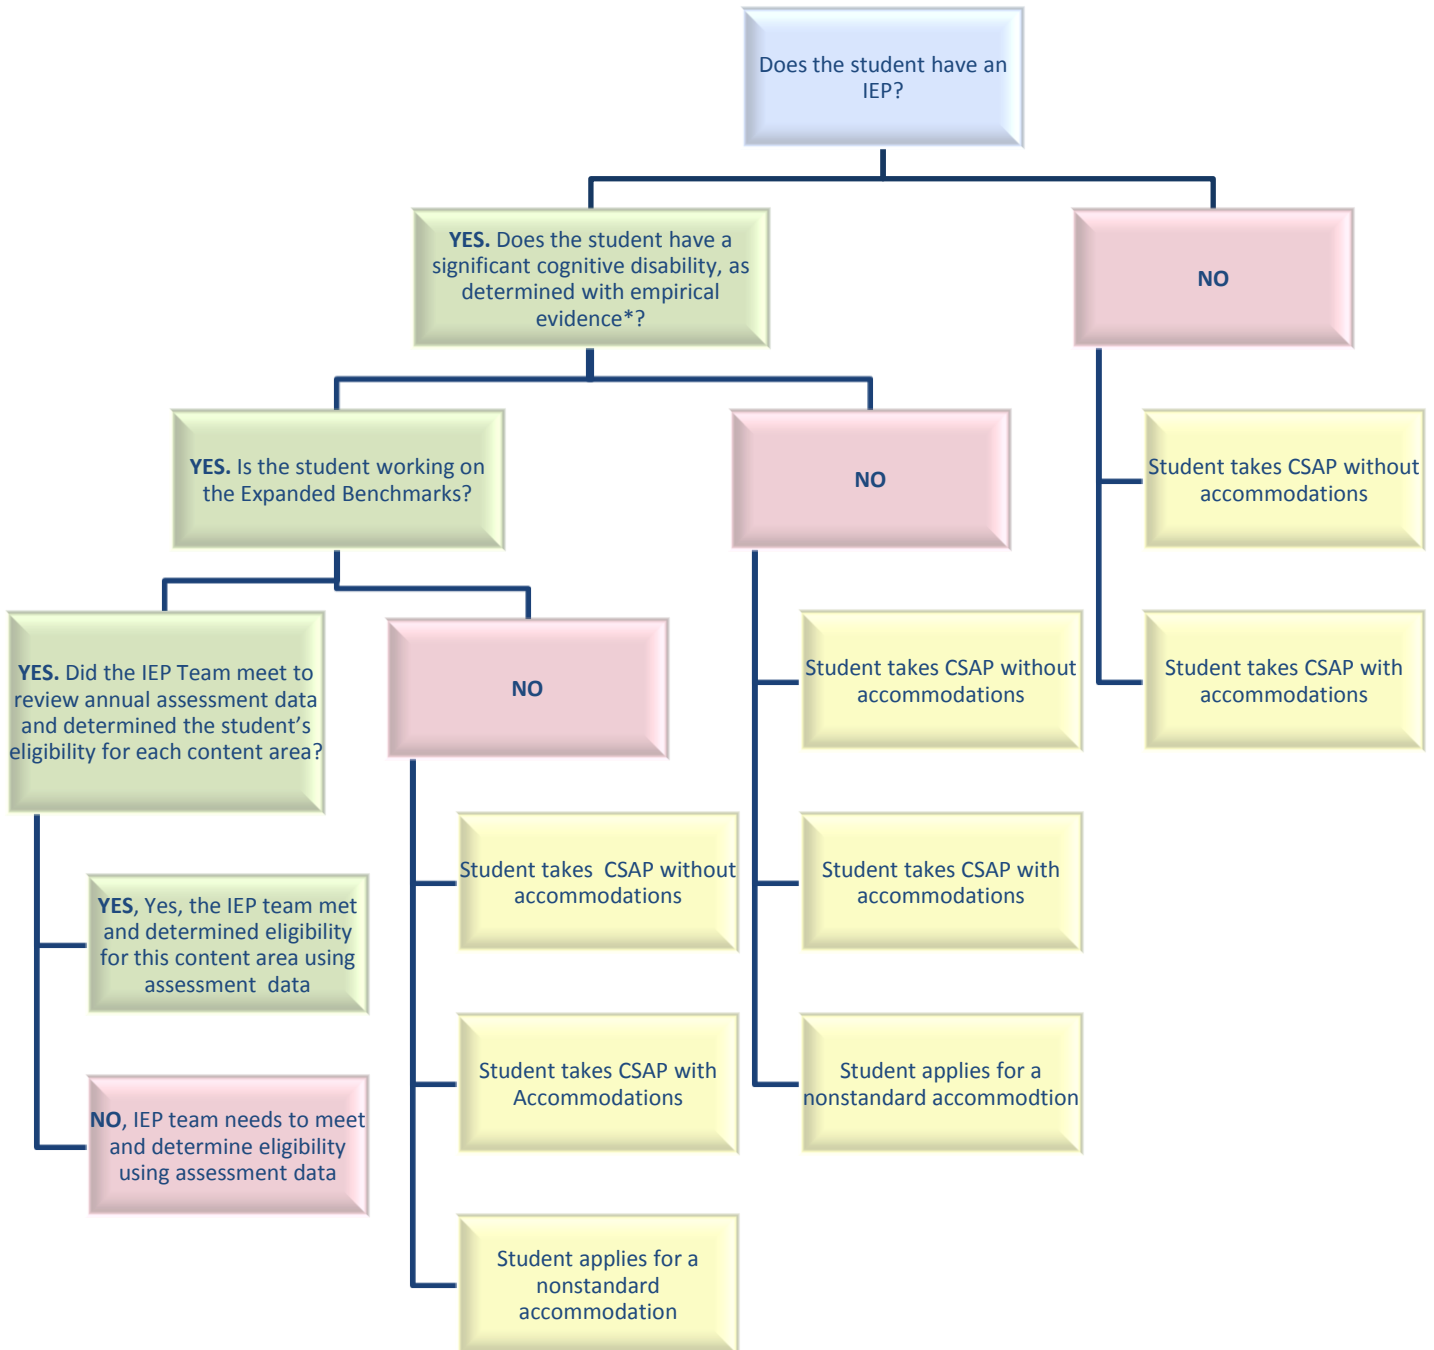 Does the student have an
IEP?
YES. Does the student have a
significant cognitive disability, as
determined with empirical
evidence*?
NO
YES. Is the student working on
the Expanded Benchmarks?
NO
Student takes CSAP without
accommodations
YES. Did the IEP Team meet to
review annual assessment data
and determined the student’s
eligibility for each content area?
NO
Student takes CSAP without
accommodations
Student takes CSAP with
accommodations
Student takes  CSAP without
accommodations
Student takes CSAP with
accommodations
YES, Yes, the IEP team met
and determined eligibility
for this content area using
assessment  data
Student takes CSAP with
Accommodations
Student applies for a
nonstandard accommodtion
NO, IEP team needs to meet
and determine eligibility
using assessment data
Student applies for a
nonstandard
accommodation